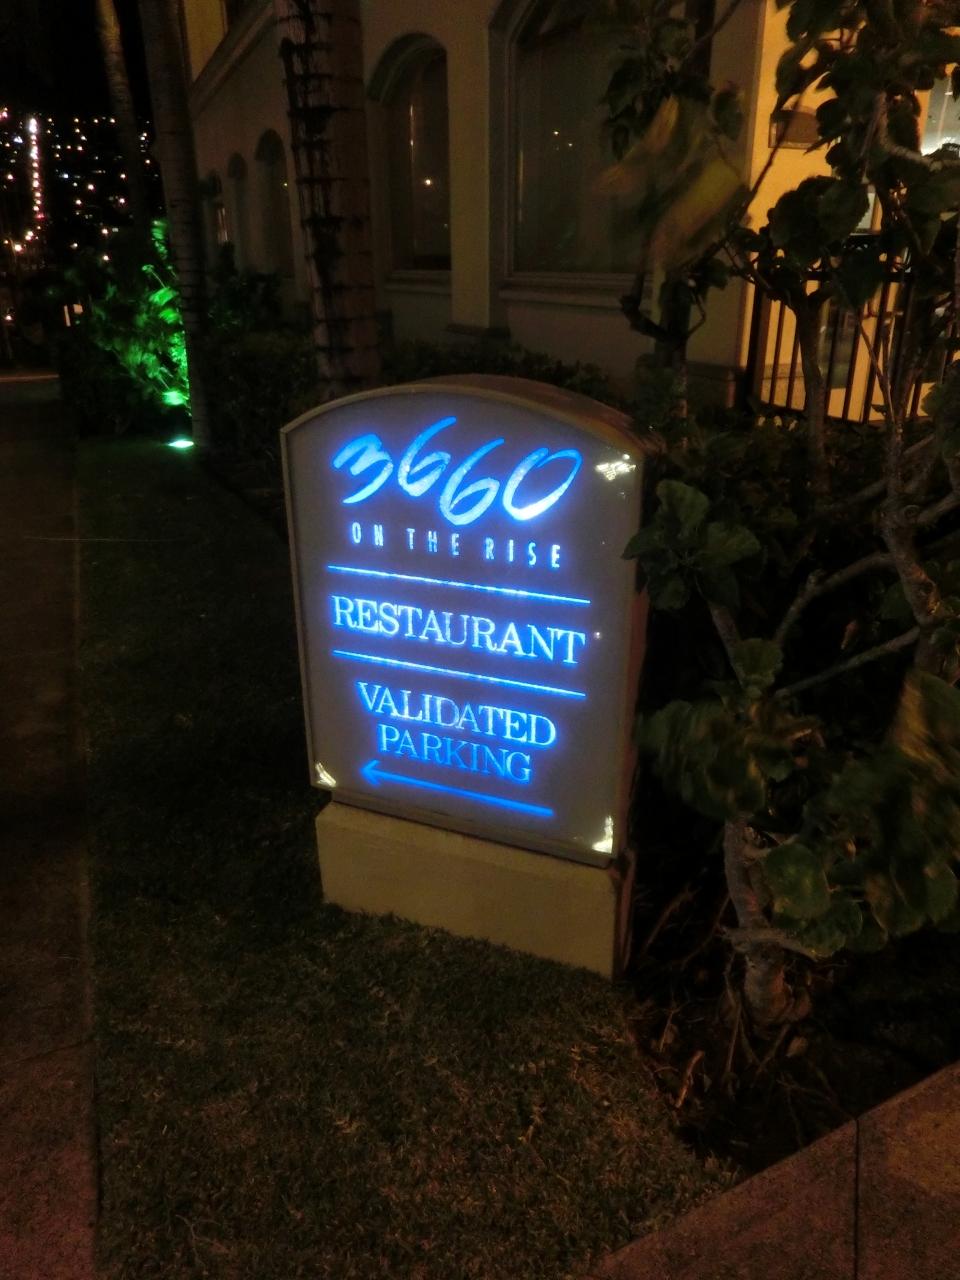 3660
ON THE RISE
RESTAURANT
VALIDATED
PARKING